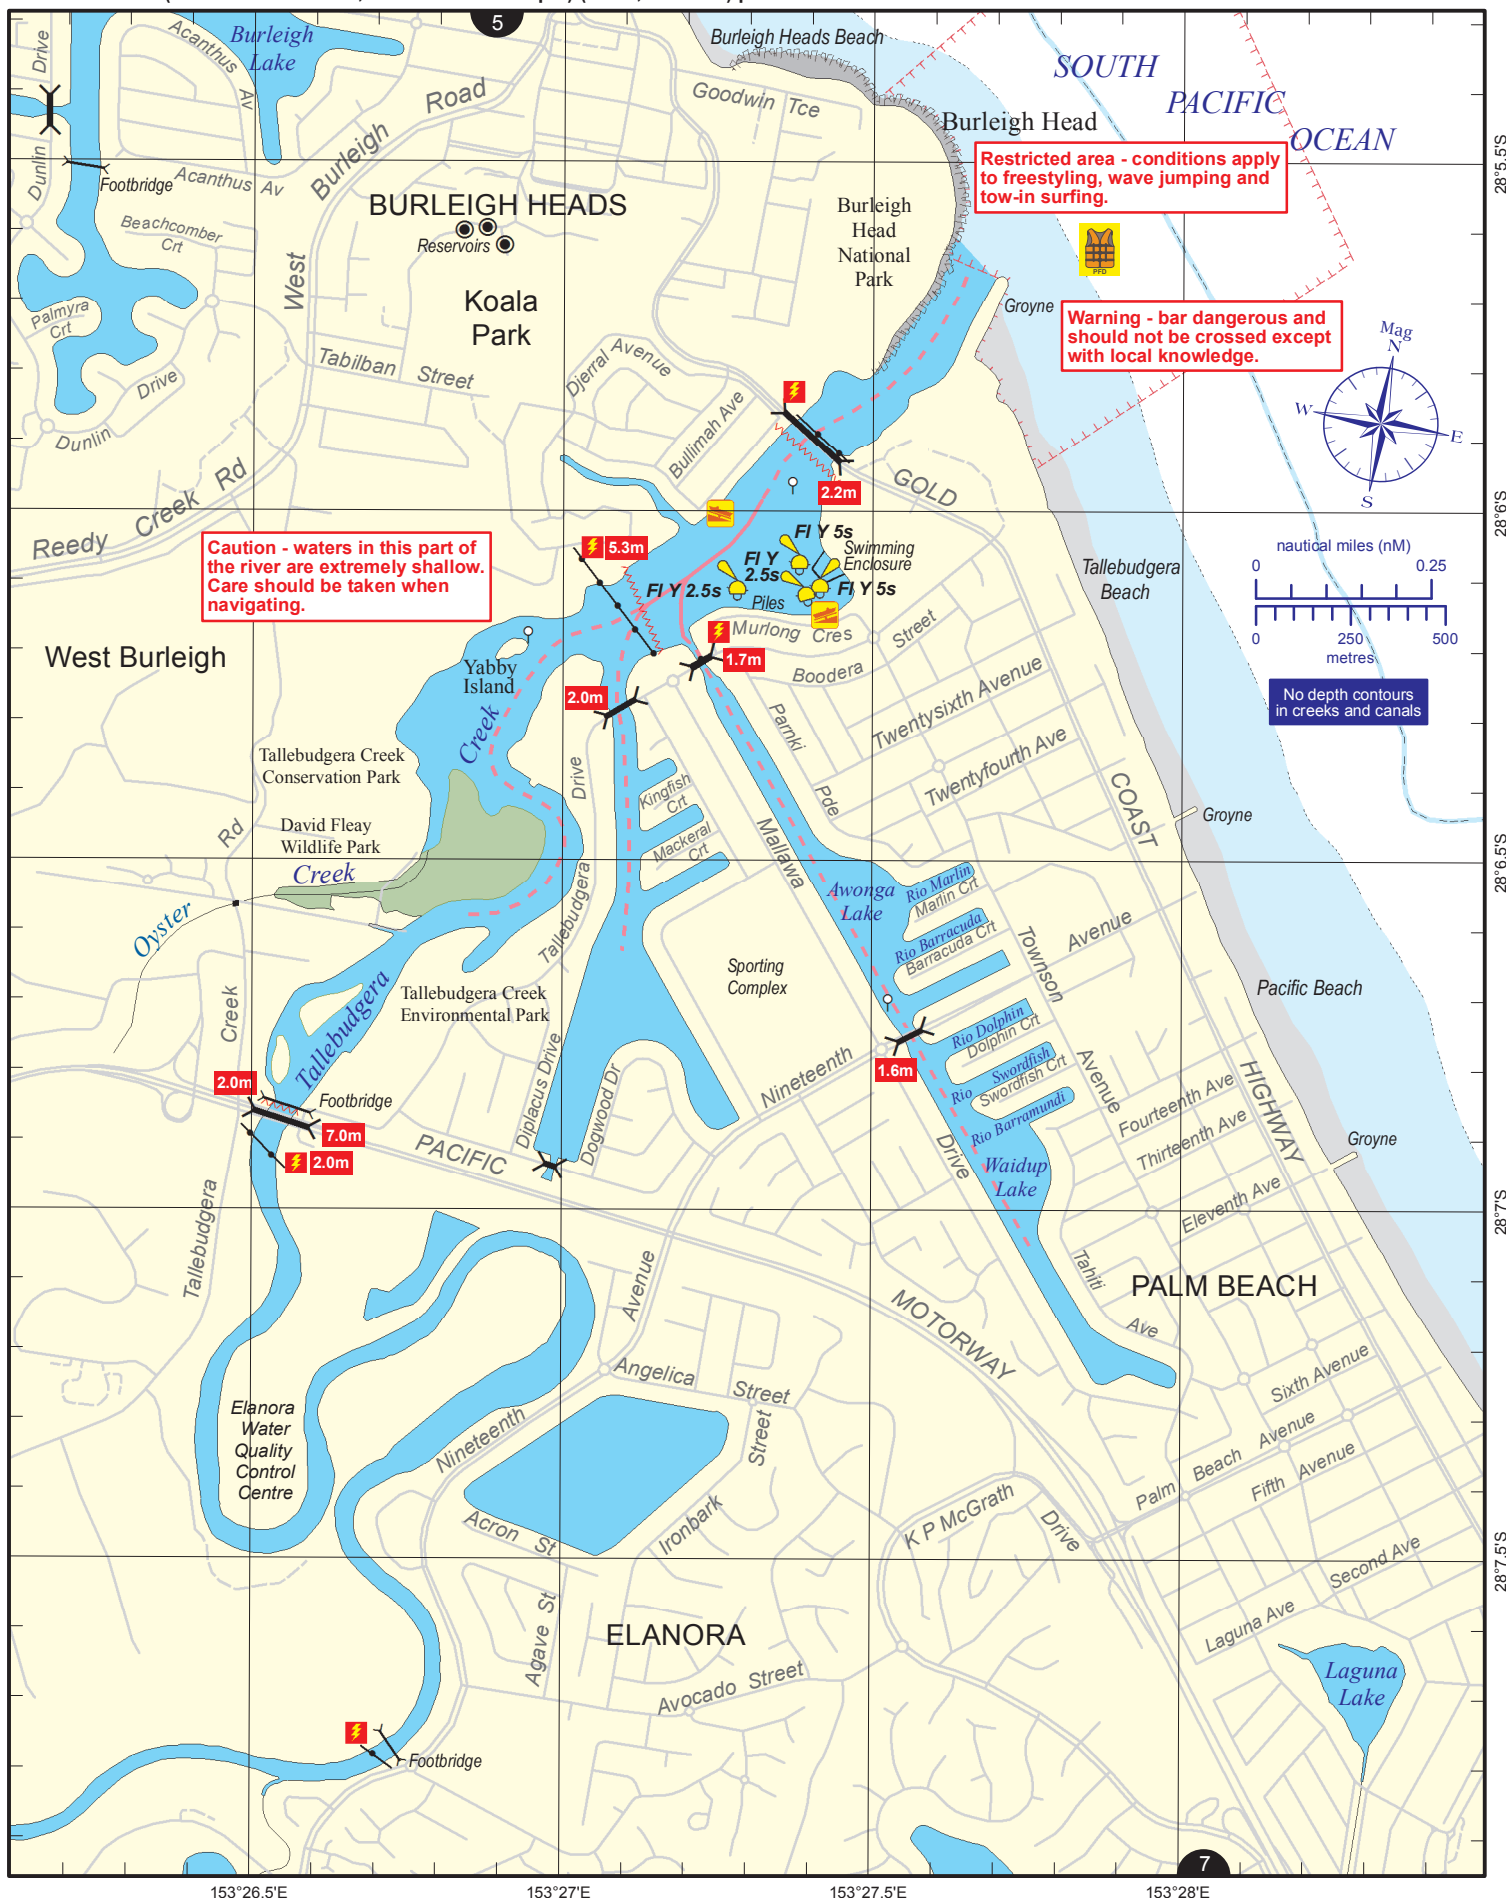 5
Burleigh
Lake
Burleigh Heads Beach
SOUTH
PACIFIC
OCEAN
Drive
Acanthus
Av
Burleigh
Road
Goodwin Tce
Burleigh Head
28°5.5'S
Restricted area - conditions apply
to freestyling, wave jumping and
tow-in surfing.
Dunlin
Footbridge
Acanthus Av
BURLEIGH HEADS
Reservoirs
Beachcomber
Crt
Burleigh
Head
National
Park
PFD
West
Koala
Park
Palmyra
Crt
Groyne
Warning - bar dangerous and
should not be crossed except
with local knowledge.
Mag
N
W
E
S
Tabilban Street
Djerral Avenue
Drive
Dunlin
Bullimah Ave
Reedy Creek Rd
2.2m
GOLD
28°6'S
Caution - waters in this part of
the river are extremely shallow.
Care should be taken when
navigating.
5.3m
Fl Y 5s
Swimming
Enclosure
Fl Y
2.5s
Fl Y 2.5s
Fl Y 5s
Piles
Tallebudgera
Beach
nautical miles (nM)
0
0.25
0
250
500
metres
Murlong Cres
Street
Boodera
1.7m
West Burleigh
Yabby
Island
2.0m
No depth contours
in creeks and canals
Creek
Twentysixth Avenue
Parnki
Pde
Tallebudgera Creek
Conservation Park
Drive
Kingfish
Crt
Twentyfourth Ave
COAST
Groyne
David Fleay
Wildlife Park
Rd
Mackeral
Crt
Mallawa
28°6.5'S
Creek
Oyster
Tallebudgera
Awonga
Lake
Rio Marlin
Marlin Crt
Rio Barracuda
Barracuda Crt
Townson
Avenue
Sporting
Complex
Pacific Beach
Tallebudgera Creek
Environmental Park
Creek
Tallebudgera
Rio Dolphin
Dolphin Crt
Diplacus Drive
Dogwood Dr
Nineteenth
1.6m
Rio Swordfish
Swordfish Crt
Avenue
HIGHWAY
2.0m
Footbridge
7.0m
2.0m
Rio Barramundi
Fourteenth Ave
Thirteenth Ave
Groyne
PACIFIC
Drive
Waidup
Lake
Eleventh Ave
28°7'S
Tallebudgera
Avenue
Tahiti
Ave
PALM BEACH
MOTORWAY
Angelica
Street
Sixth Avenue
Elanora
Water
Quality
Control
Centre
Nineteenth
Street
Palm Beach Avenue
Fifth Avenue
Acron St
Ironbark
K P McGrath
Drive
28°7.5'S
Second Ave
Agave St
ELANORA
Laguna Ave
Avocado Street
Laguna
Lake
Footbridge
7
153°26.5'E
153°27'E
153°27.5'E
153°28'E